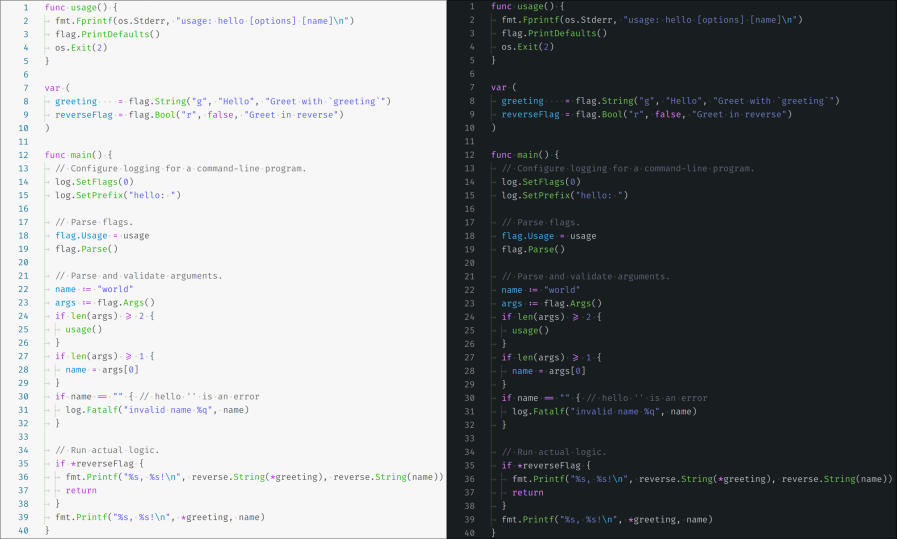 1 func usage() {
2 fmt.Fprintf(os.Stderr, "usage: hello [options] [name]\n")
3 flag.PrintDefaults()
4 os.Exit(2)
5 }
6
7 var (
8 greeting = flag.String("g", "Hello", "Greet with `greeting`")
9 reverseFlag = flag.Bool("r", false, "Greet in reverse")
10 )
11
12 func main() {
13 // Configure logging for a command-line program.
14 log.SetFlags(0)
15 log.SetPrefix("hello: ")
16
17 // Parse flags.
18 flag.Usage = usage
19 flag.Parse()
20
21 // Parse and validate arguments.
22 name := "world"
23 args := flag.Args()
24 if len(args) >= 2 {
25 usage()
26 }
27 if len(args) >= 1 {
28 name = args[0]
29 }
30 if name == "" { // hello '' is an error
31 log.Fatalf("invalid name %q", name)
32 }
33
34 // Run actual logic.
35 if *reverseFlag {
36 fmt.Printf("%s, %s!\n", reverse.String(*greeting), reverse.String(name))
37 return
38 }
39 fmt.Printf("%s, %s!\n", *greeting, name)
40 }
1 func usage() {
2 fmt.Fprintf(os.Stderr, "usage: hello [options] [name]\n")
3 flag.PrintDefaults()
4 os.Exit(2)
5 }
6
7 var (
8 greeting = flag.String("g", "Hello", "Greet with `greeting`")
9 reverseFlag = flag.Bool("r", false, "Greet in reverse")
10 )
11
12 func main() {
13 // Configure logging for a command-line program.
14 log.SetFlags(0)
15 log.SetPrefix("hello: ")
16
17 // Parse flags.
18 flag.Usage = usage
19 flag.Parse()
20
21 // Parse and validate arguments.
22 name := "world"
23 args := flag.Args()
24 if len(args) >= 2 {
25 usage()
26 }
27 if len(args) >= 1 {
28 name = args[0]
29 }
30 if name == "" { // hello '' is an error
31 log.Fatalf("invalid name %q", name)
32 }
33
34 // Run actual logic.
35 if *reverseFlag {
36 fmt.Printf("%s, %s!\n", reverse.String(*greeting), reverse.String(name))
37 return
38 }
39 fmt.Printf("%s, %s!\n", *greeting, name)
40 }